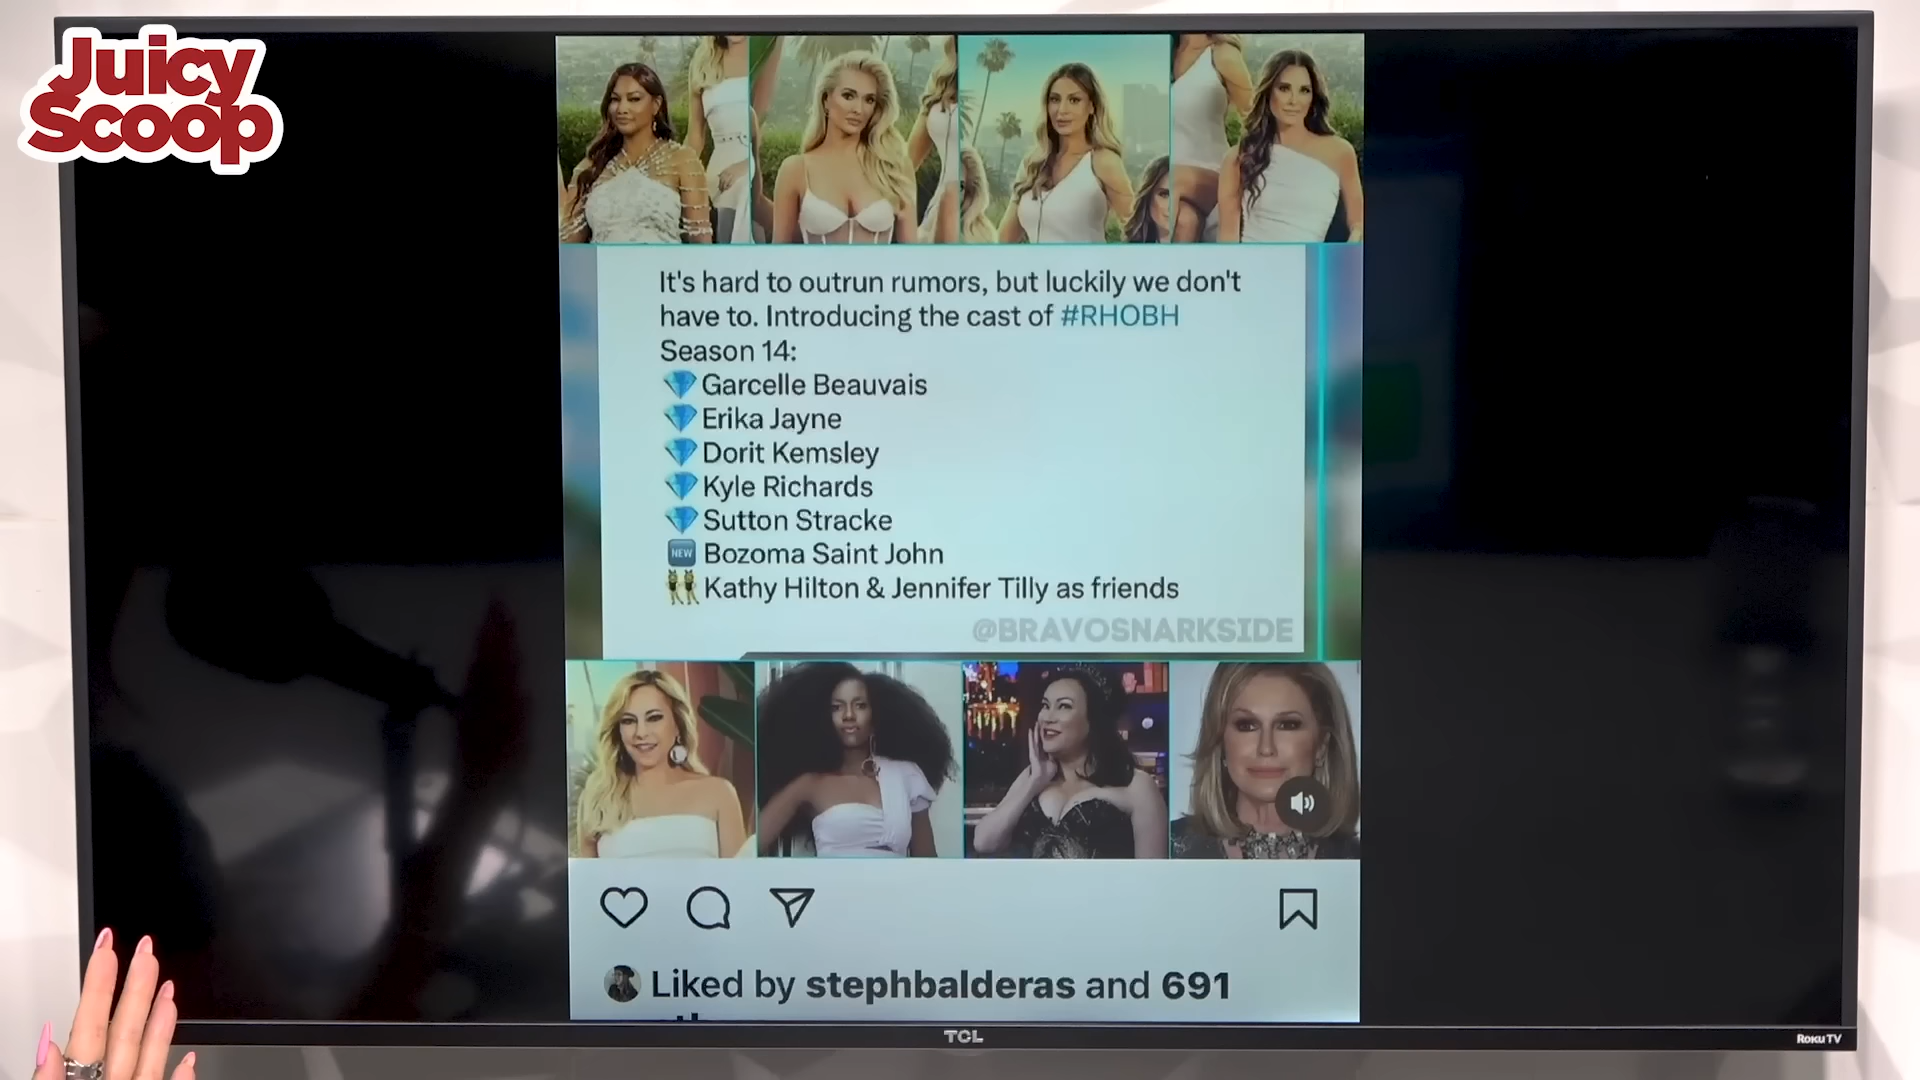 Juicy
Scoop
It's hard to outrun rumors, but luckily we don't
have to. Introducing the cast of #RHOBH
Season 14:
Garcelle Beauvais
Erika Jayne
Dorit Kemsley
Kyle Richards
Sutton Stracke
NEW Bozoma Saint John
Kathy Hilton & Jennifer Tilly as friends
@BRAVOSNARKSIDE
Liked by stephbalderas and 691
TCL
Roku TV